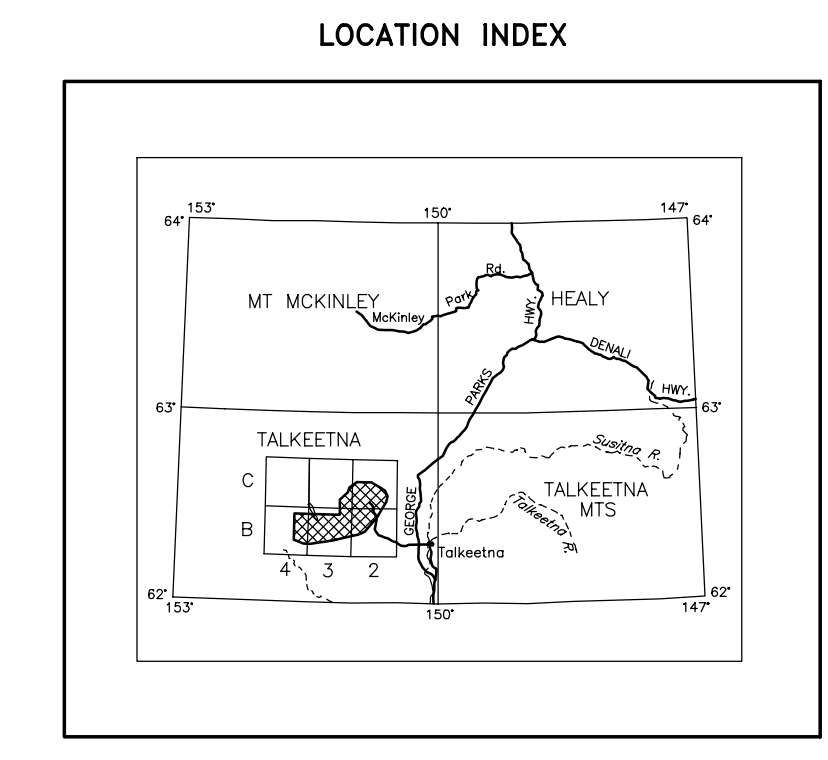 LOCATION INDEX
153°
150°
147°
64°
64°
Rd.
MT MCKINLEY
Park
HEALY
McKinley
HWY.
DENALI
PARKS
HWY.
63°
63°
TALKEETNA
Susitna R.
C
TALKEETNA
MTS
GEORGE
Talkeetna R.
B
Talkeetna
4 3 2
62°
62°
153°
150°
147°